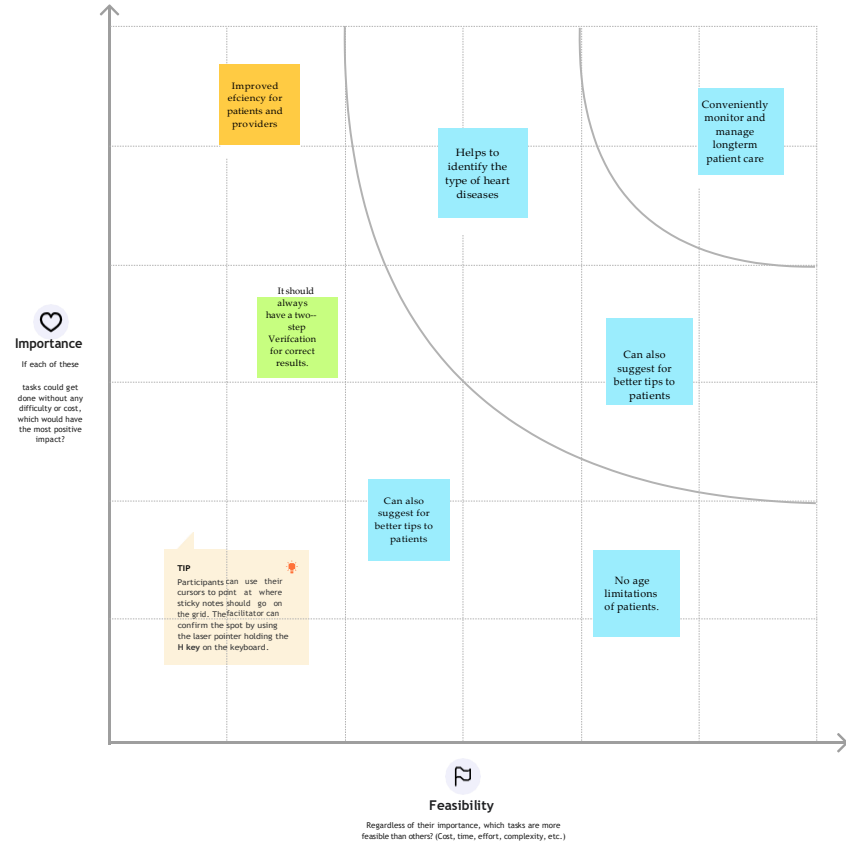 Improved
efciency for
patients and
providers
Conveniently
monitor and
manage
longterm
patient care
Helps to
identify the
type of heart
diseases
It should
always
have a two--
step
Verifcation
for correct
results.
Importance
If each of these
tasks could get
done without any
difficulty or cost,
which would have
the most positive
impact?
Can also
suggest for
better tips to
patients
Can also
suggest for
better tips to
patients
No age
limitations
of patients.
TIP
Participants can use their
cursors to point at where
sticky notes should go on
the grid. The facilitator can
confirm the spot by using
the laser pointer holding the
H key on the keyboard.
Feasibility
Regardless of their importance, which tasks are more
feasible than others? (Cost, time, effort, complexity, etc.)